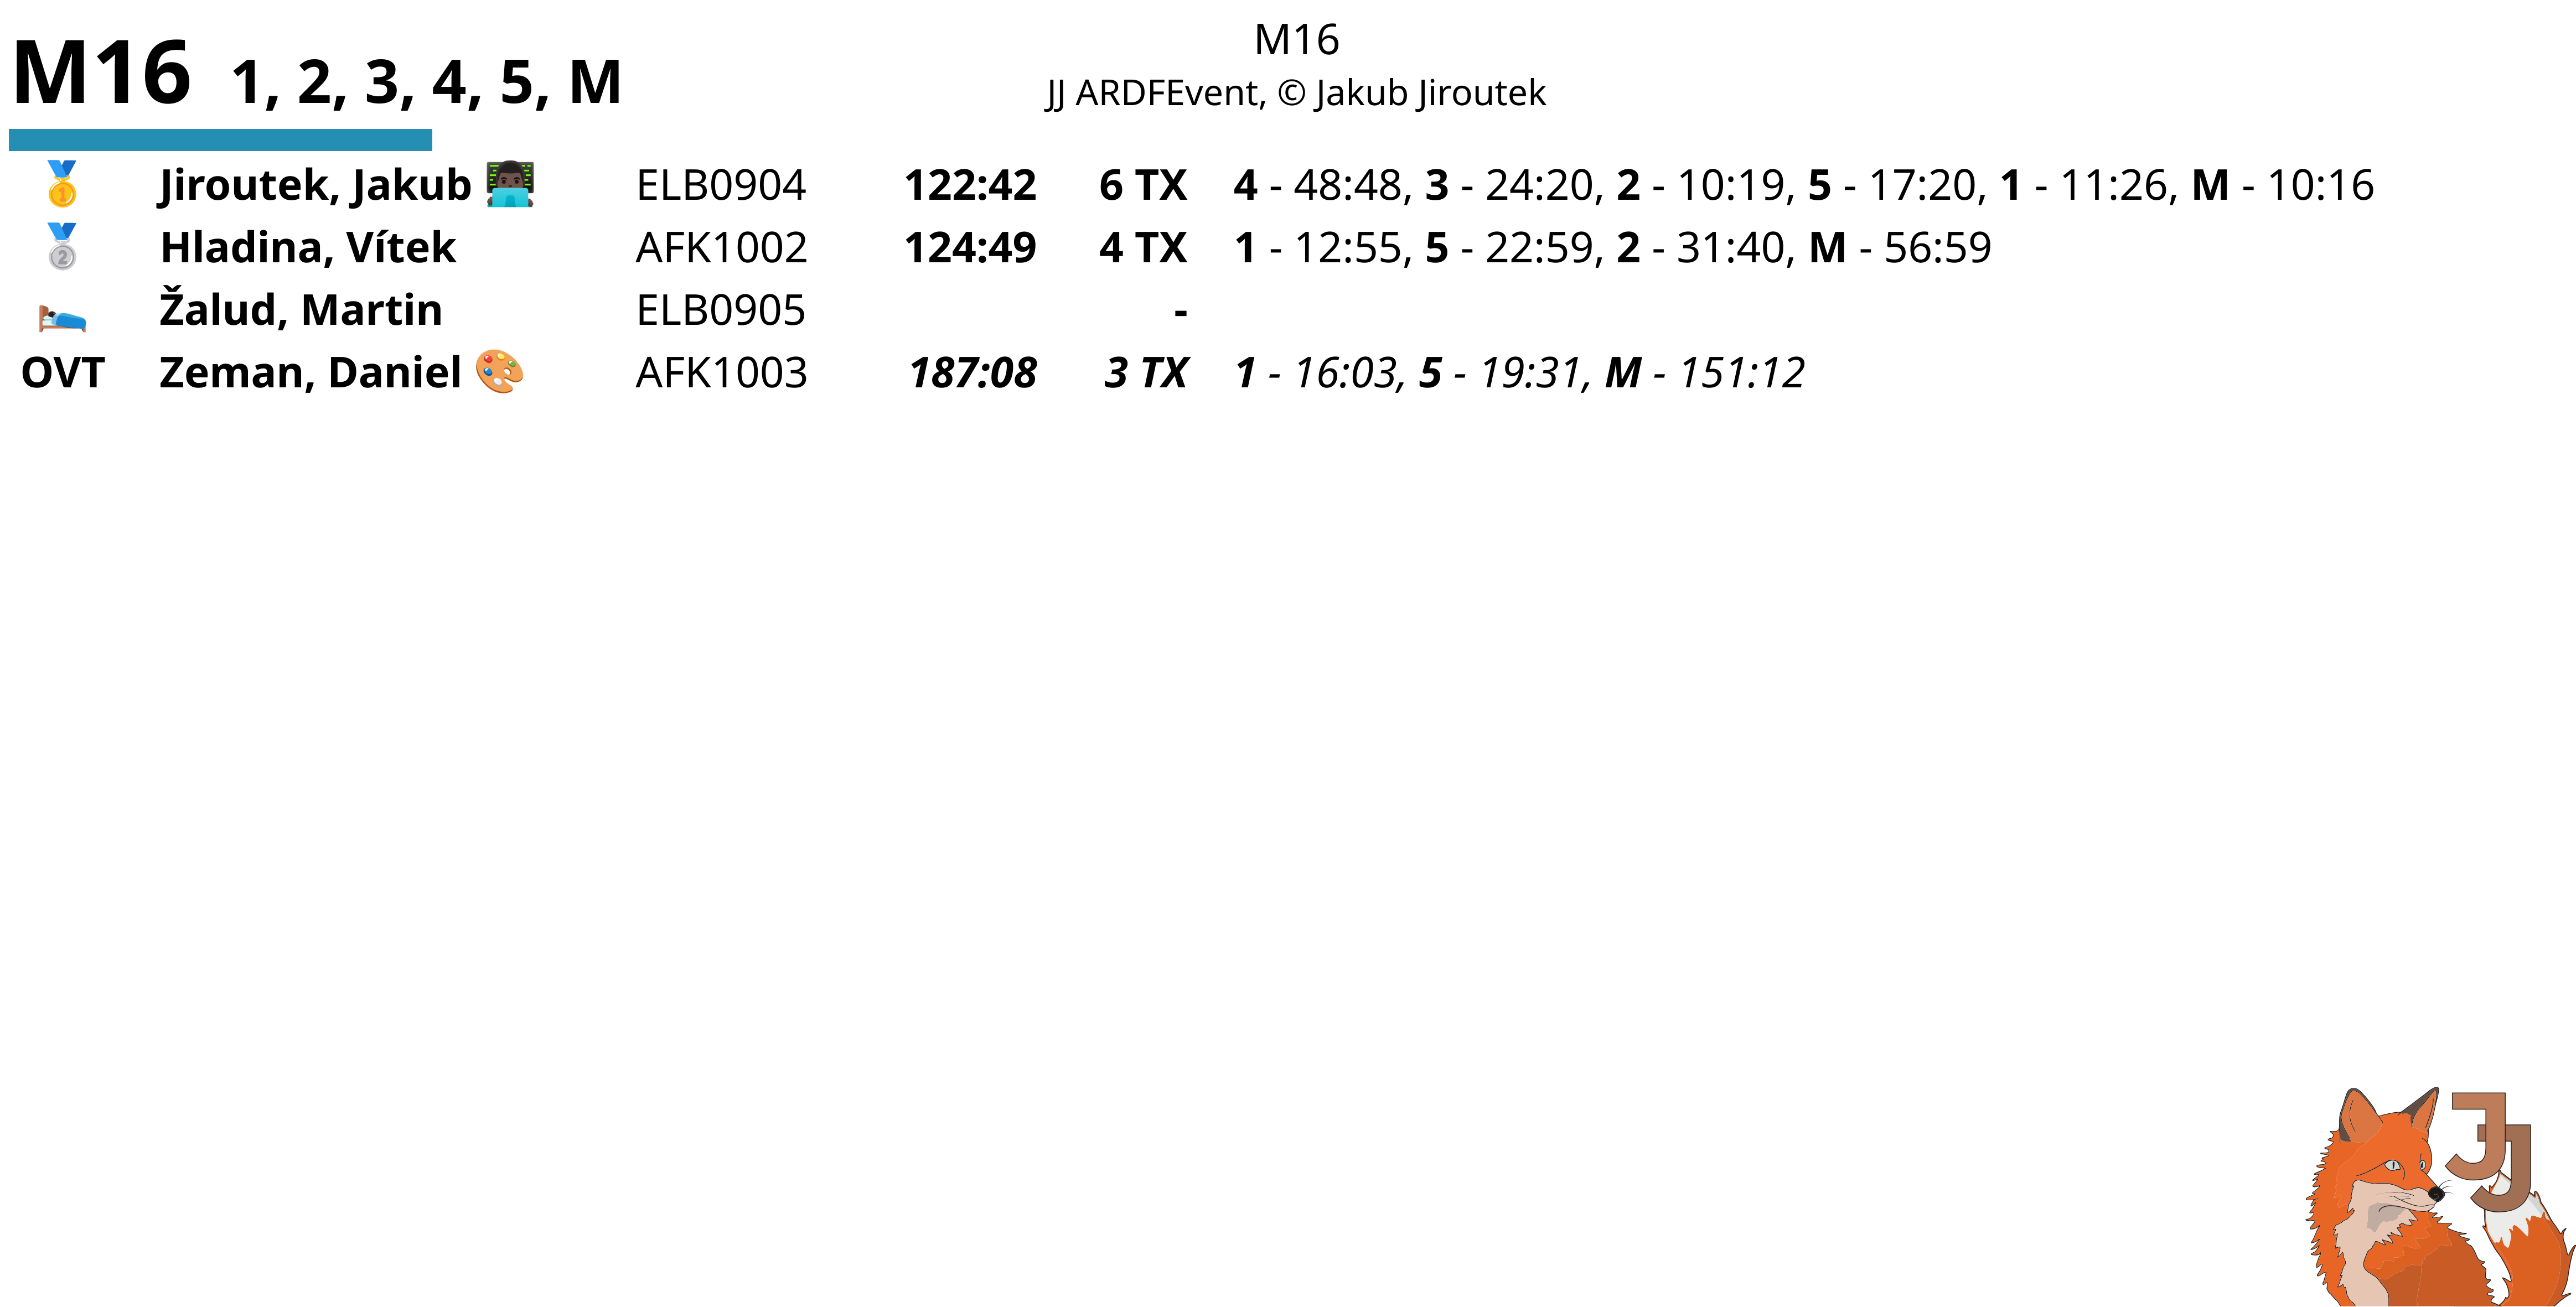 M16 1, 2, 3, 4, 5, M
M16
JJ ARDFEvent, © Jakub Jiroutek
🥇 Jiroutek, Jakub 👨🏿‍💻 ELB0904 122:42 6 TX 4 - 48:48, 3 - 24:20, 2 - 10:19, 5 - 17:20, 1 - 11:26, M - 10:16
🥈 Hladina, Vítek AFK1002 124:49 4 TX 1 - 12:55, 5 - 22:59, 2 - 31:40, M - 56:59
🛌🏿 Žalud, Martin ELB0905 -
OVT Zeman, Daniel 🎨 AFK1003 187:08 3 TX 1 - 16:03, 5 - 19:31, M - 151:12
JJ